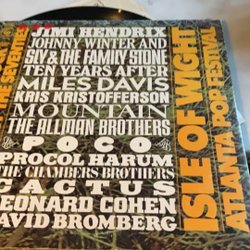 JIMI HENDRIX
JOHNNY WINTER AND
SLY & THE FAMILY STONE
TEN YEARS AFTER
MILES DAVIS
KRIS KRISTOFFERSON
MOUNTAIN
THE ALLMAN BROTHERS
POCO
PROCOL HARUM
THE CHAMBERS BROTHERS
CACTUS
LEONARD COHEN
DAVID BROMBERG
ISLE OF WIGHT
ATLANTA POP FESTIVAL